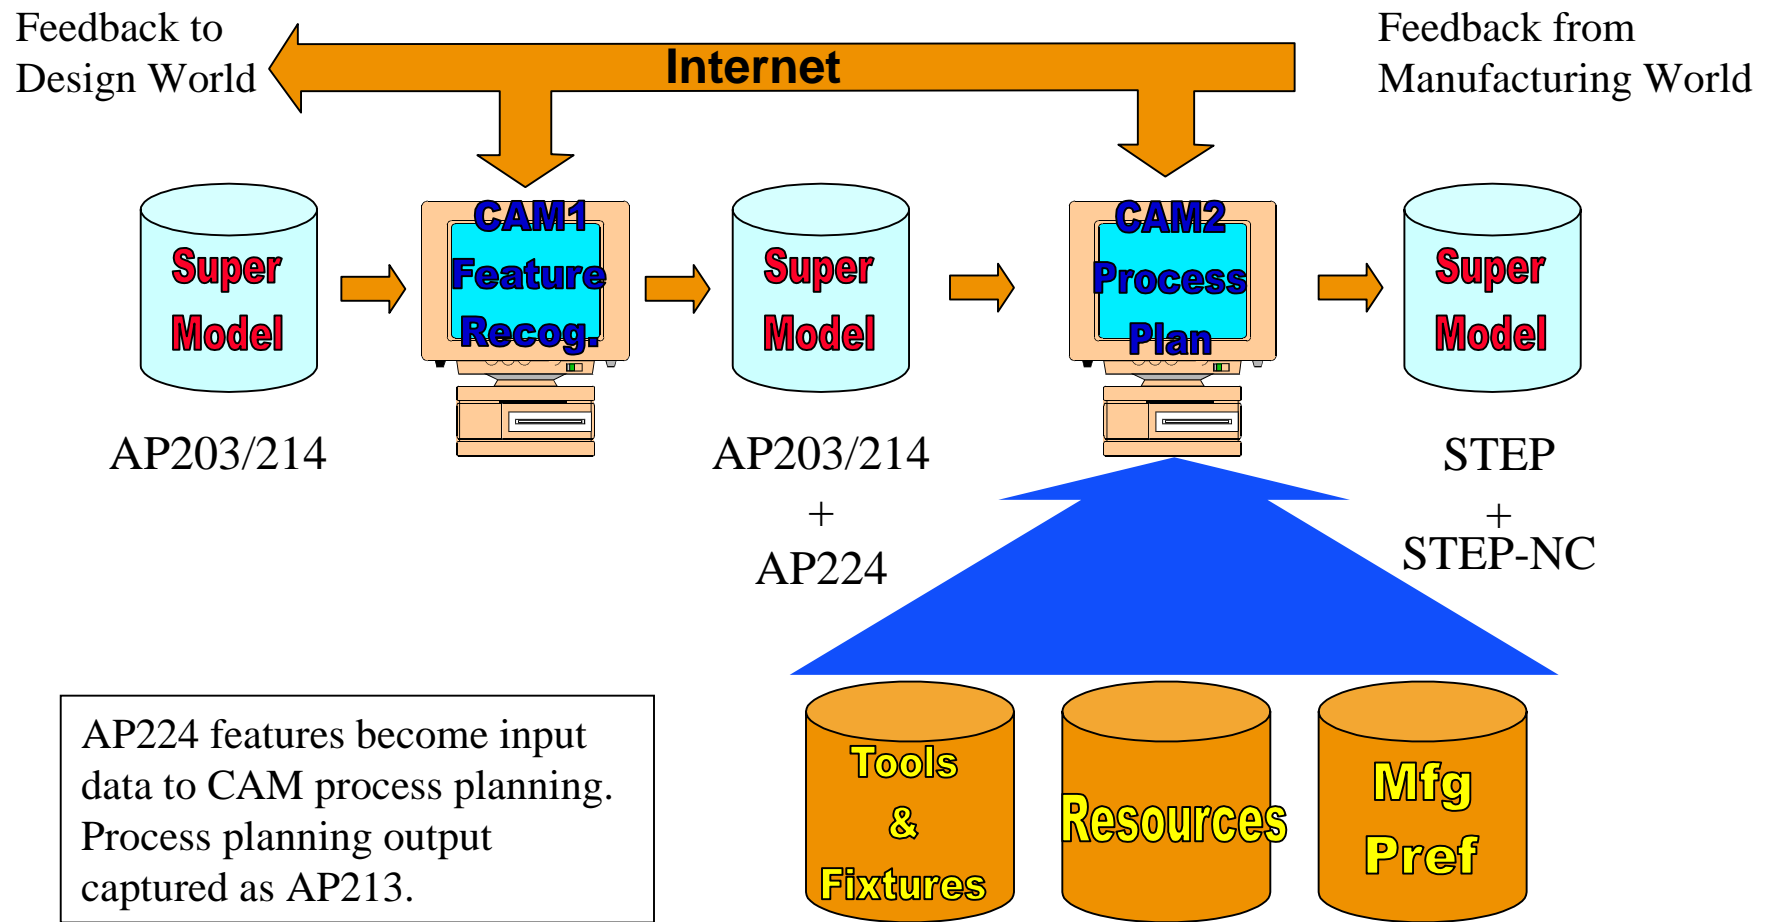 Feedback to
Design World
Internet
Feedback from
Manufacturing World
Super
Model
CAM1
Feature
Recog.
Super
Model
CAM2
Process
Plan
Super
Model
AP203/214
AP203/214
+
AP224
STEP
+
STEP-NC
AP224 features become input
data to CAM process planning.
Process planning output
captured as AP213.
Tools
&
Fixtures
Resources
Mfg
Pref